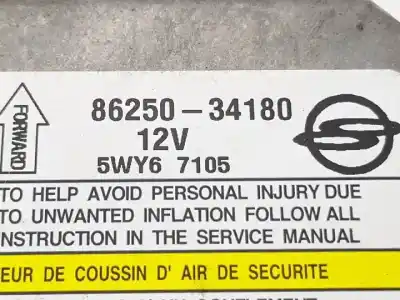 FORWARD
86250-34180
12V
5WY6 7105
TO HELP AVOID PERSONAL INJURY DUE
TO UNWANTED INFLATION FOLLOW ALL
INSTRUCTION IN THE SERVICE MANUAL
EUR DE COUSSIN D' AIR DE SECURITE